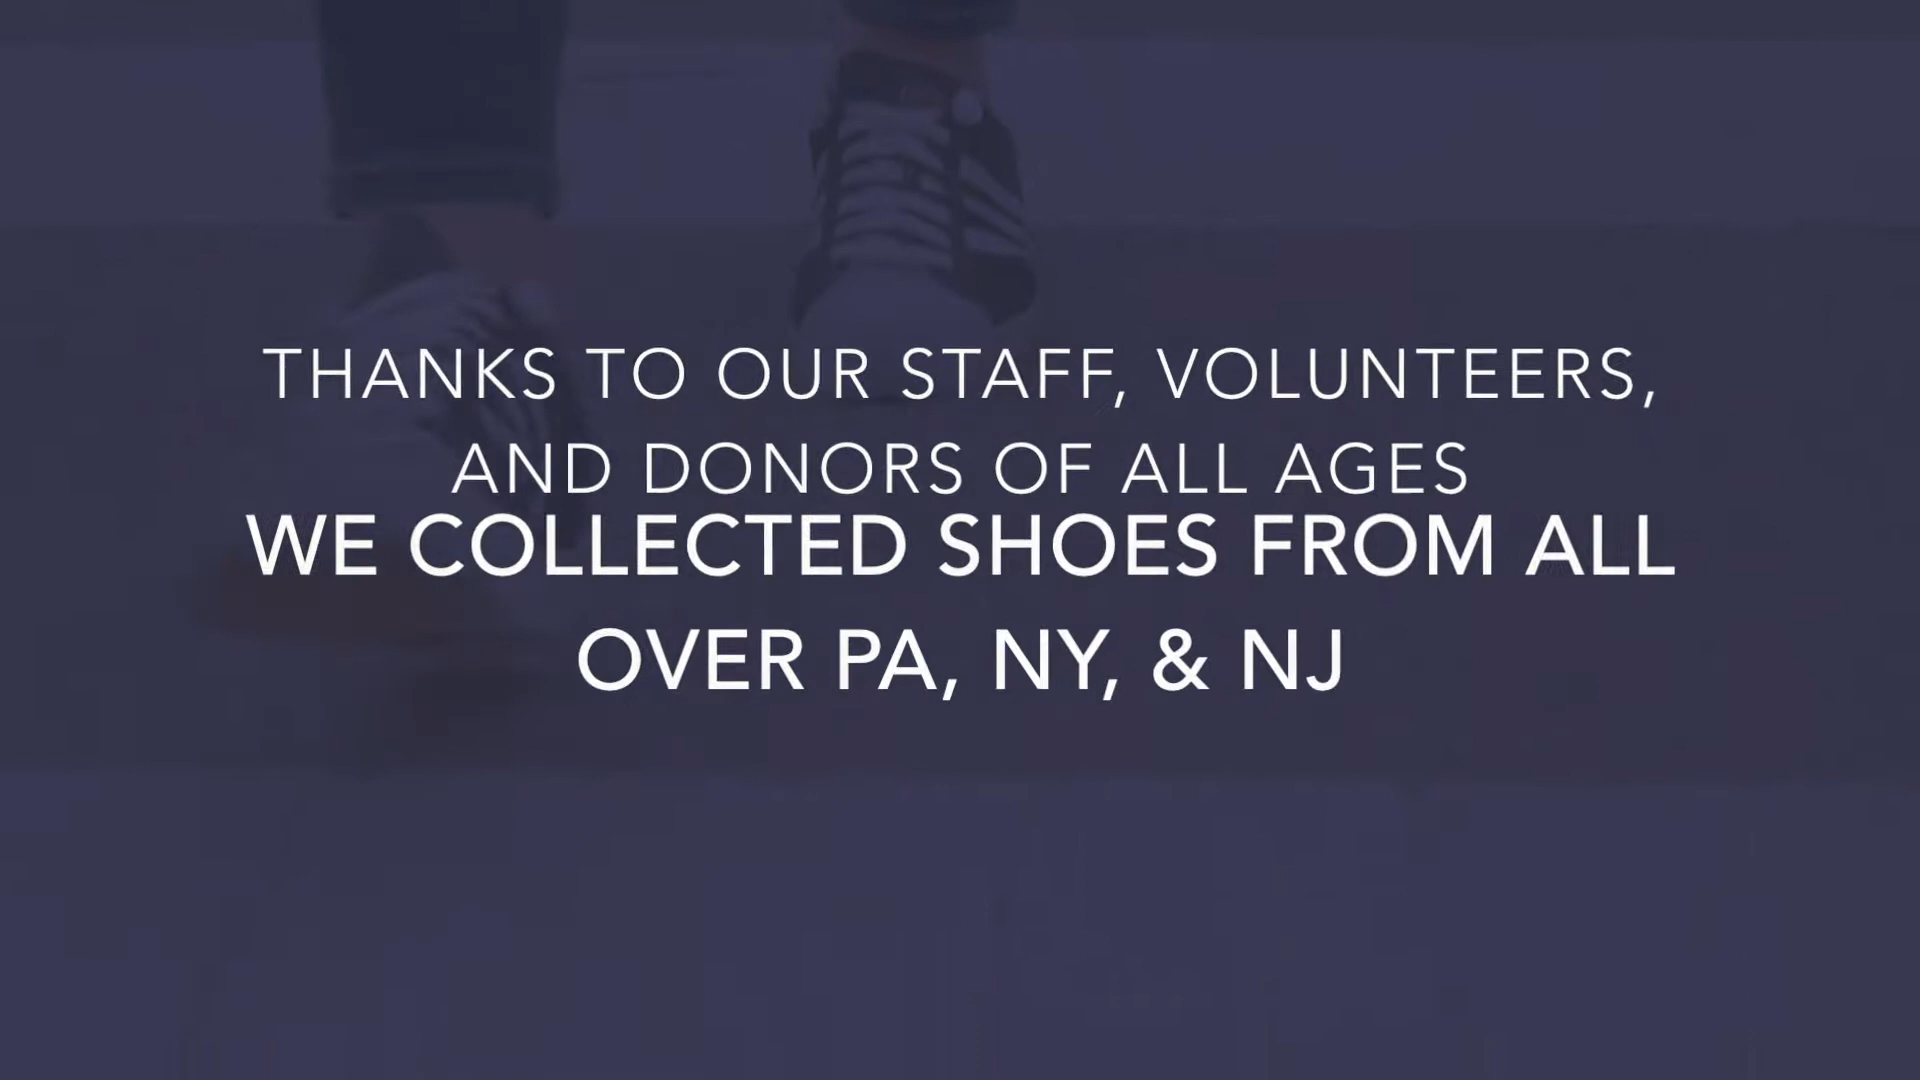 THANKS TO OUR STAFF, VOLUNTEERS,
AND DONORS OF ALL AGES
WE COLLECTED SHOES FROM ALL
OVER PA, NY, & NJ